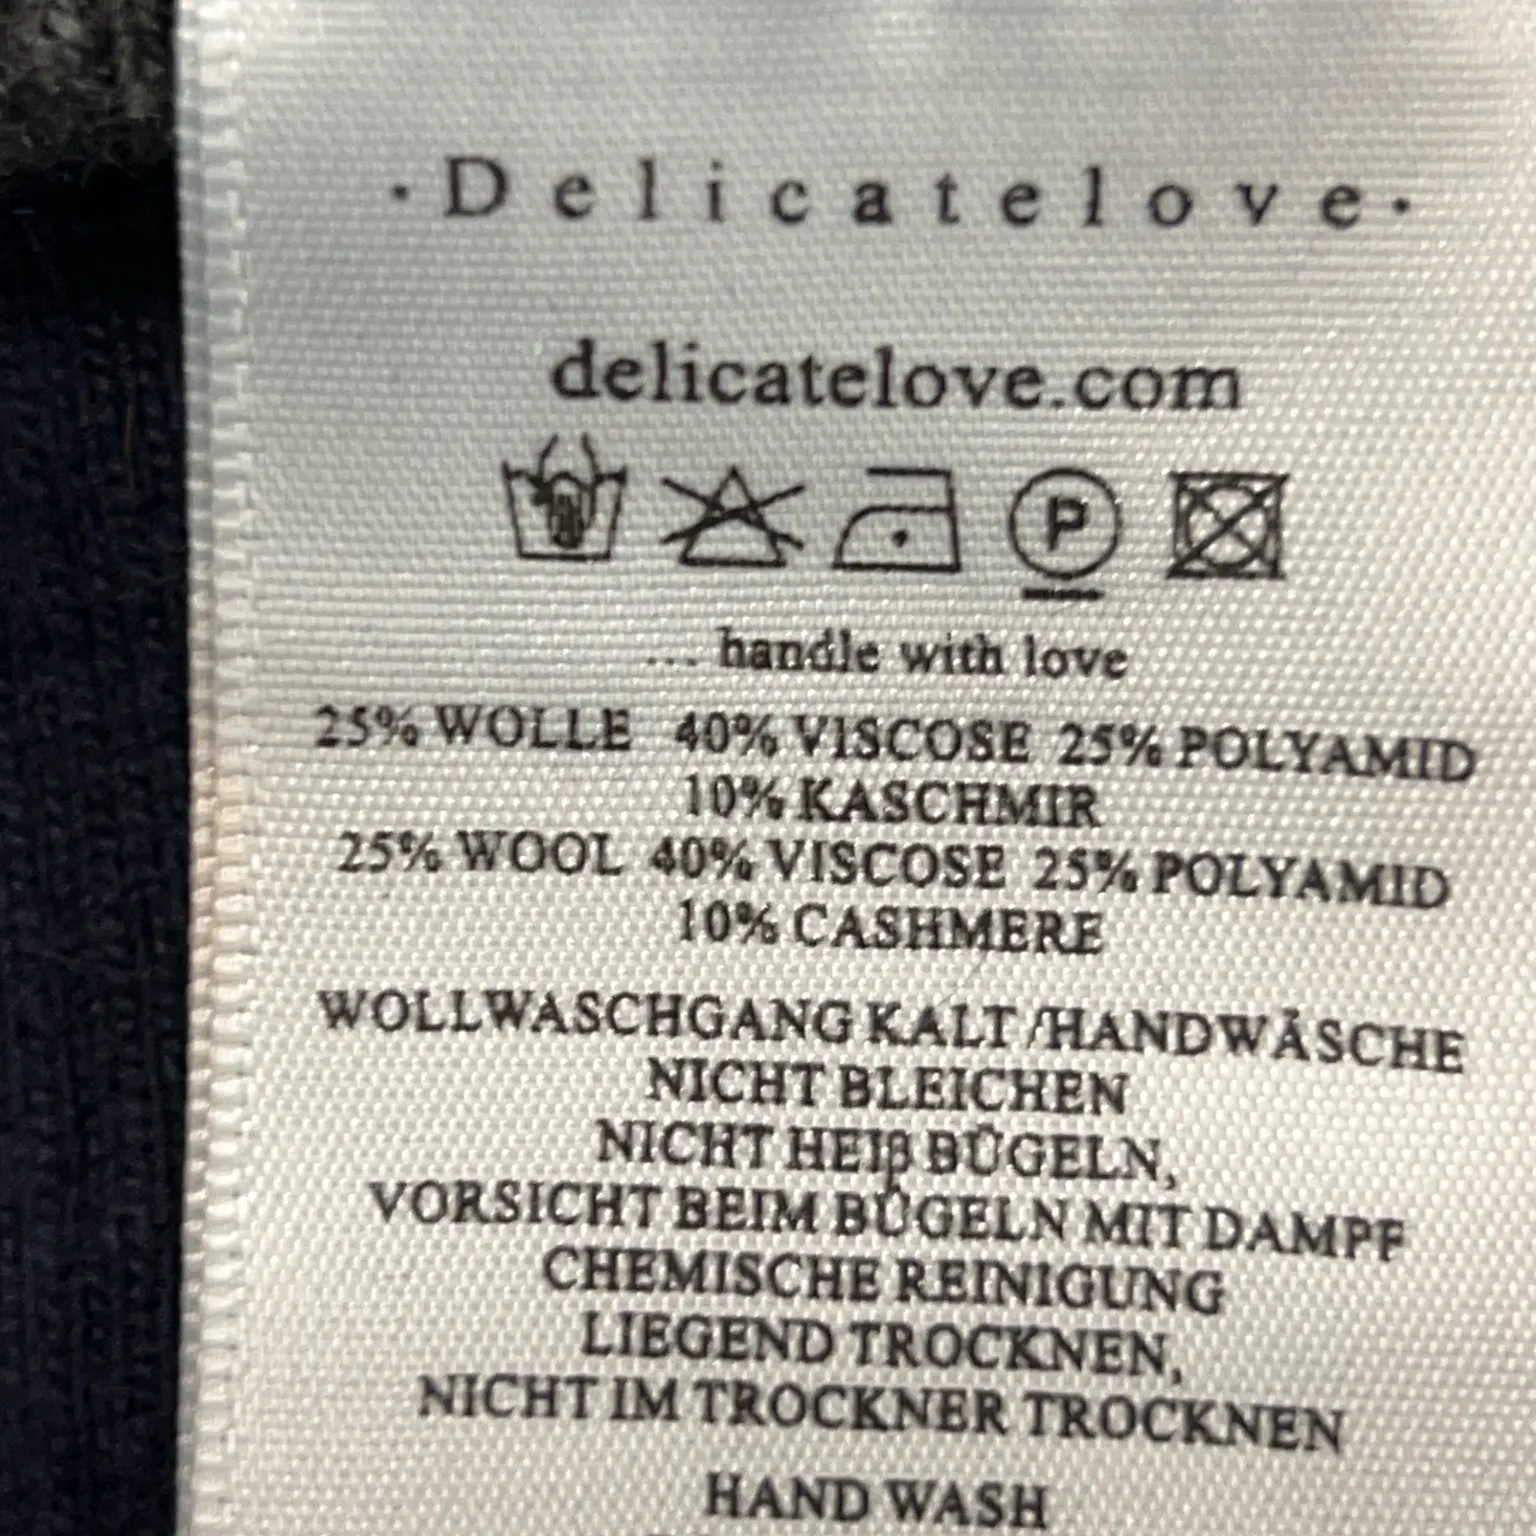 ·Delicatelove·
delicatelove.com
P
... handle with love
25% WOLLE 40% VISCOSE 25% POLYAMID
10% KASCHMIR
25% WOOL 40% VISCOSE 25% POLYAMID
10% CASHMERE
WOLLWASCHGANG KALT /HANDWÄSCHE
NICHT BLEICHEN
NICHT HEIß BÜGELN,
VORSICHT BEIM BÜGELN MIT DAMPF
CHEMISCHE REINIGUNG
LIEGEND TROCKNEN,
NICHT IM TROCKNER TROCKNEN
HAND WASH